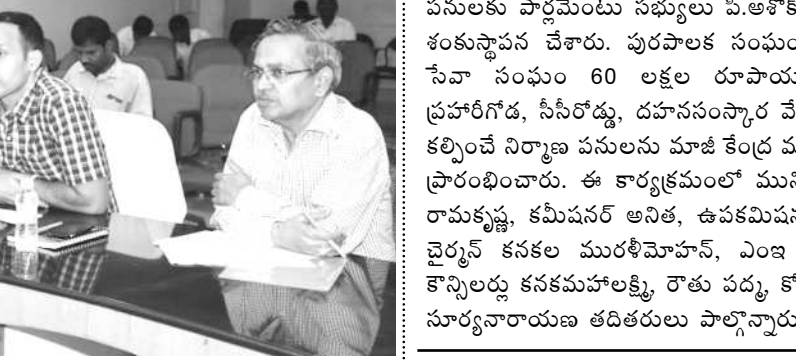 పనులకు పార్లమెంటు సభ్యులు పి.అశోక్
శంకుస్థాపన చేశారు. పురపాలక సంఘం
సేవా సంఘం 60 లక్షల రూపాయ
ప్రహారీగోడ, సీసీరోడ్డు, దహనసంస్కార వే
కల్పించే నిర్మాణ పనులను మాజీ కేంద్ర మ
ప్రారంభించారు. ఈ కార్యక్రమంలో మున
రామకృష్ణ, కమీషనర్ అనిత, ఉపకమిషన
చైర్మన్ కనకల మురళీమోహన్, ఎంఇ
కౌన్సిలర్లు కనకమహాలక్ష్మి, రౌతు పద్మ, కో
సూర్యనారాయణ తదితరులు పాల్గొన్నారు